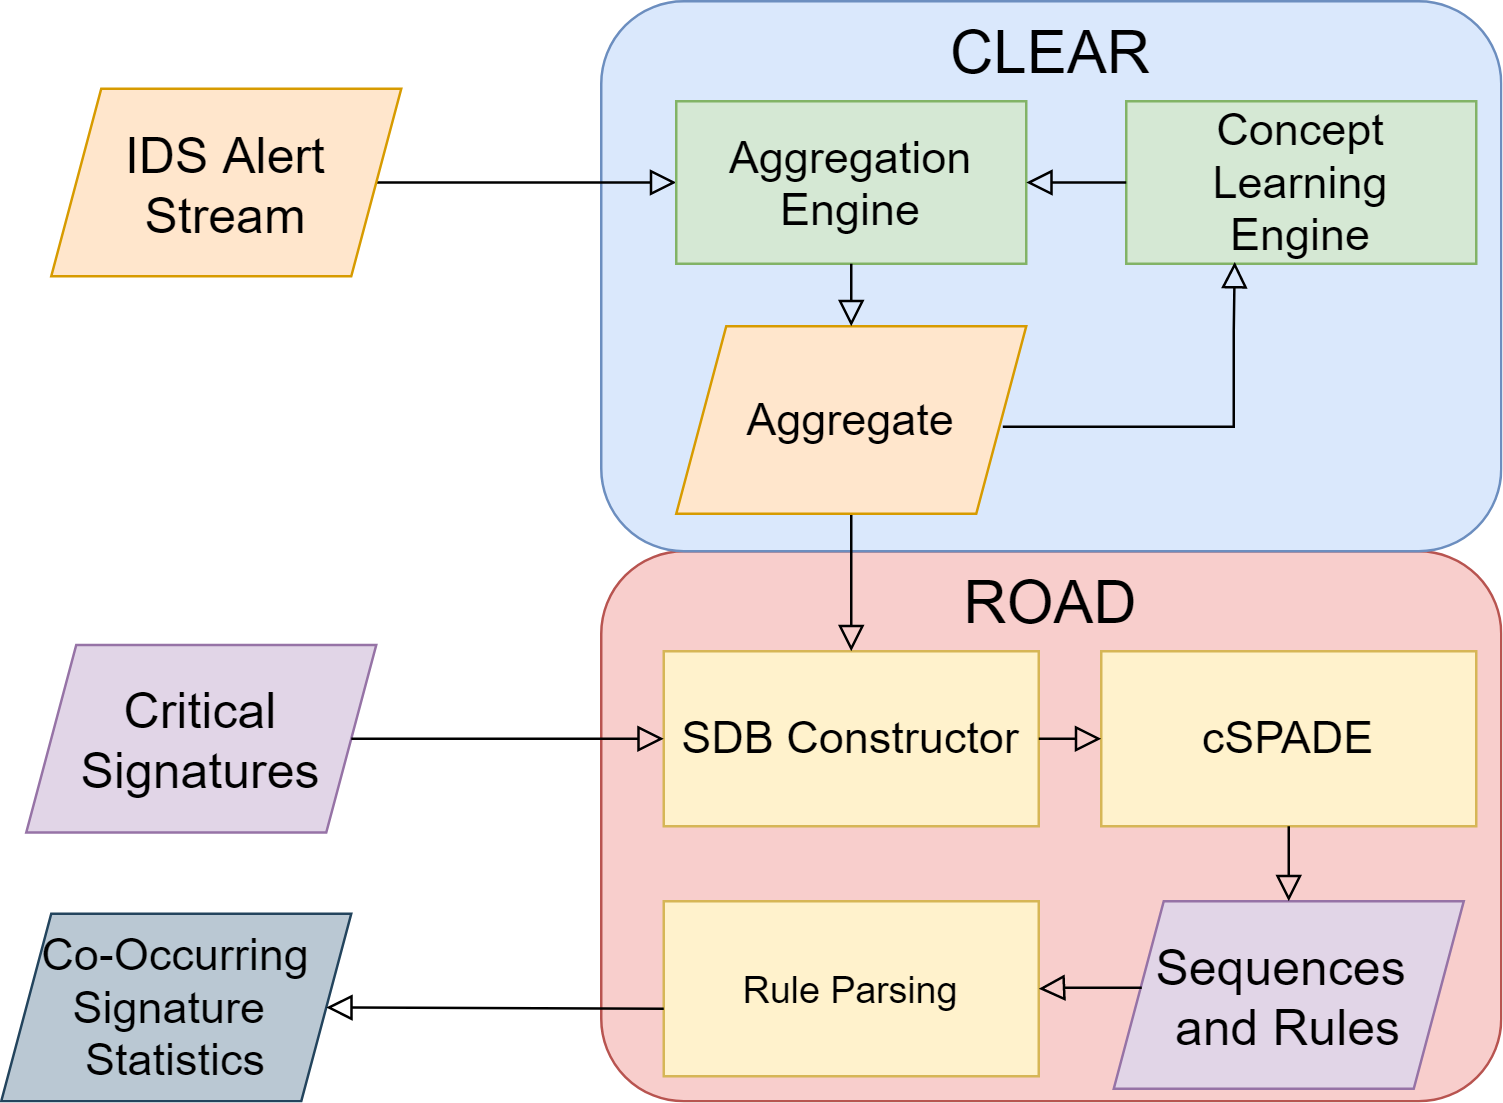 CLEAR
IDS Alert
Stream
Aggregation
Engine
Concept
Learning
Engine
Aggregate
ROAD
Critical
Signatures
SDB Constructor
cSPADE
Co-Occurring
Signature
Statistics
Rule Parsing
Sequences
and Rules